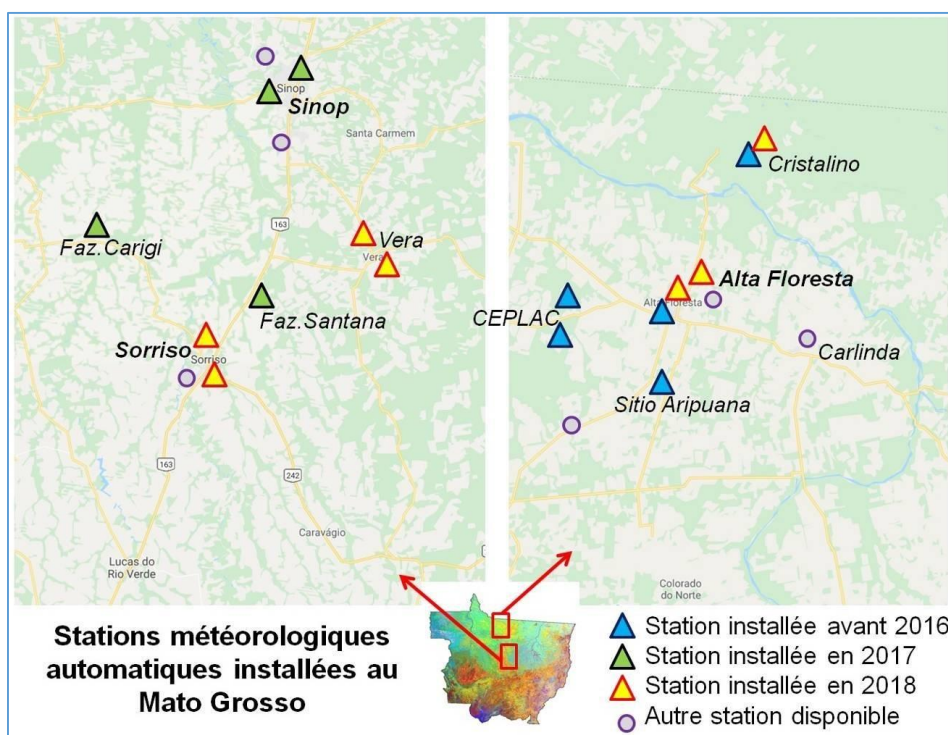 Sinop
Sinop
Santa Carmem
163
Faz.Carigi
Vera
Vera
Faz.Santana
Sorriso
Sorriso
163
242
Caravágio
Lucas do
Rio Verde
Cristalino
Alta Floresta
Alta Floresta
CEPLAC
Carlinda
Sitio Aripuana
Colorado
do Norte
Stations météorologiques
automatiques installées au
Mato Grosso
Station installée avant 2016
Station installée en 2017
Station installée en 2018
Autre station disponible